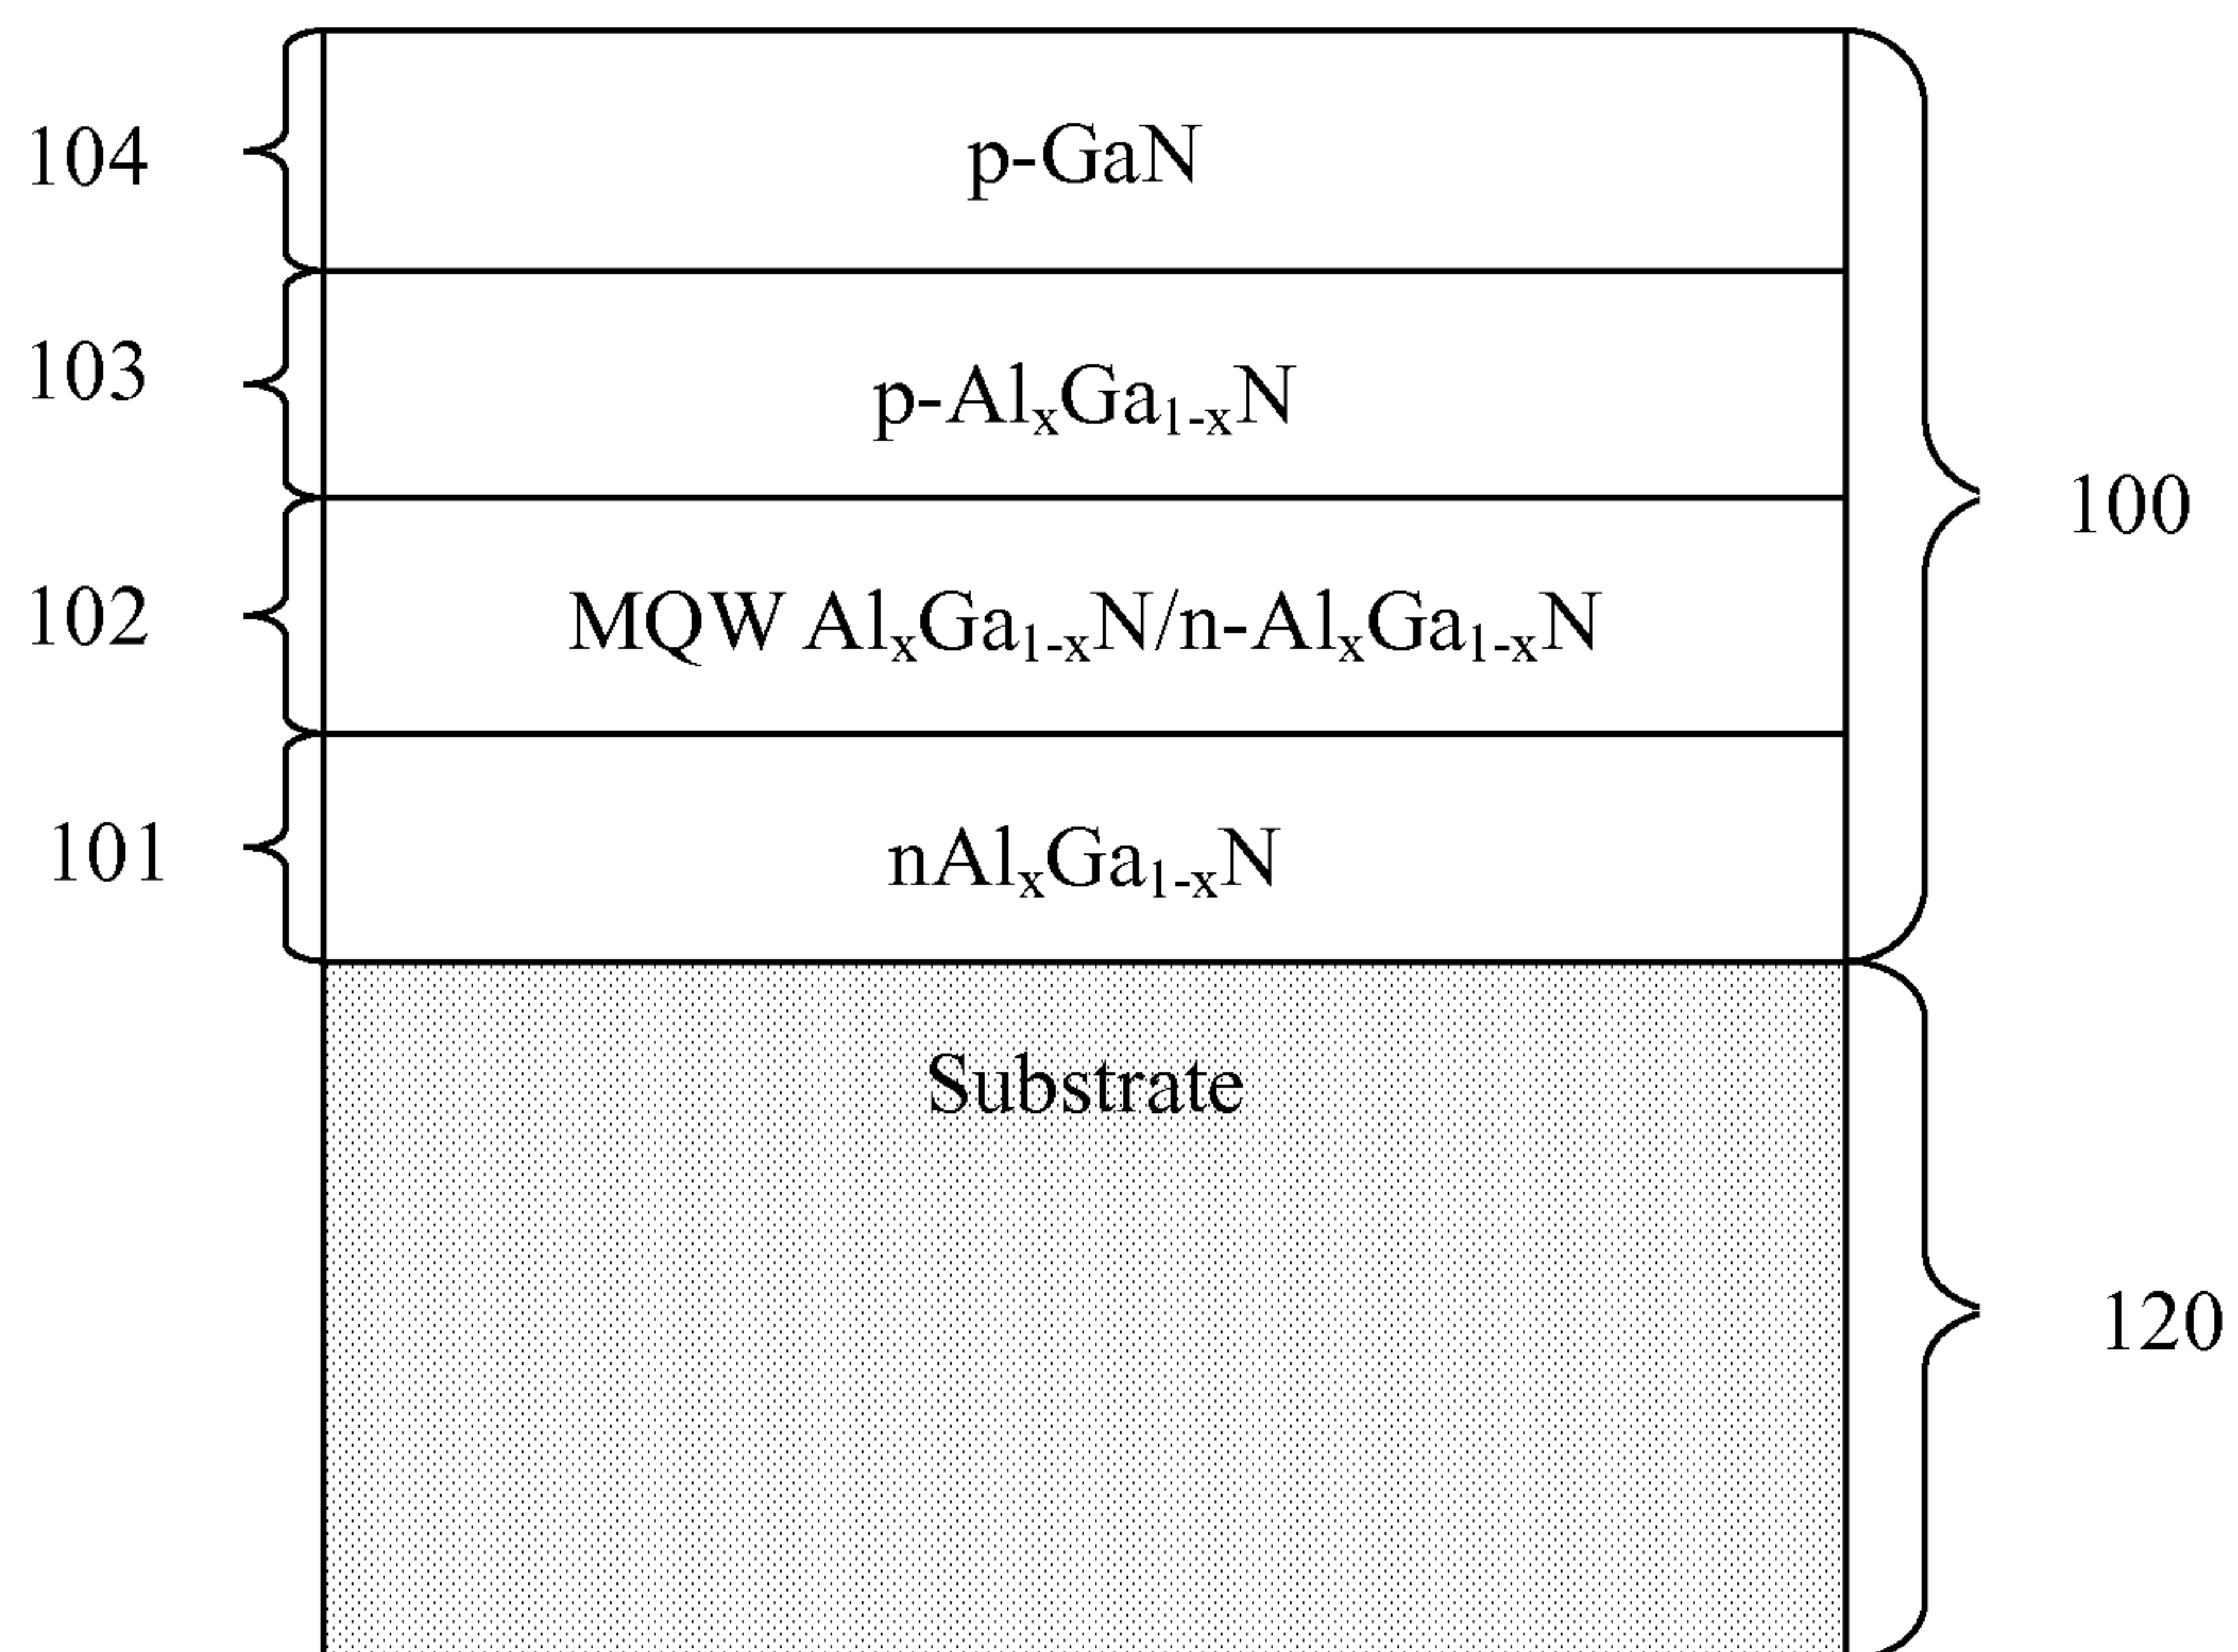 104
p-GaN
103
p-AlₓGa₁₋ₓN
100
102
MQW AlₓGa₁₋ₓN/n-AlₓGa₁₋ₓN
101
nAlₓGa₁₋ₓN
Substrate
120